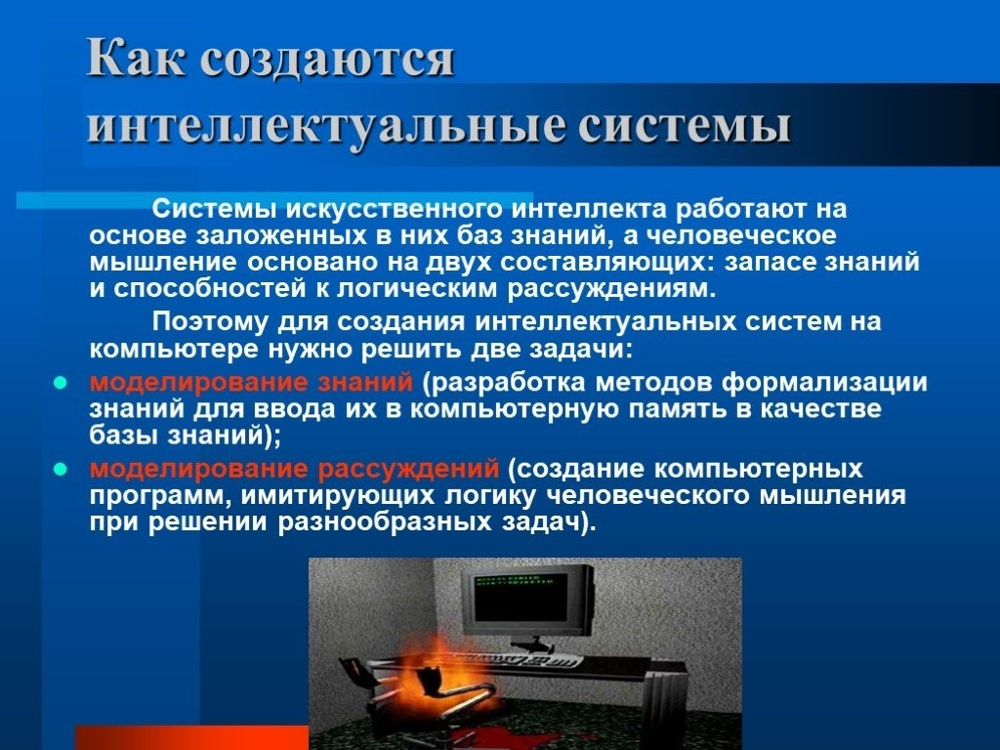 Как создаются
интеллектуальные системы
Системы искусственного интеллекта работают на
основе заложенных в них баз знаний, а человеческое
мышление основано на двух составляющих: запасе знаний
и способностей к логическим рассуждениям.
Поэтому для создания интеллектуальных систем на
компьютере нужно решить две задачи:
моделирование знаний (разработка методов формализации
знаний для ввода их в компьютерную память в качестве
базы знаний);
моделирование рассуждений (создание компьютерных
программ, имитирующих логику человеческого мышления
при решении разнообразных задач).